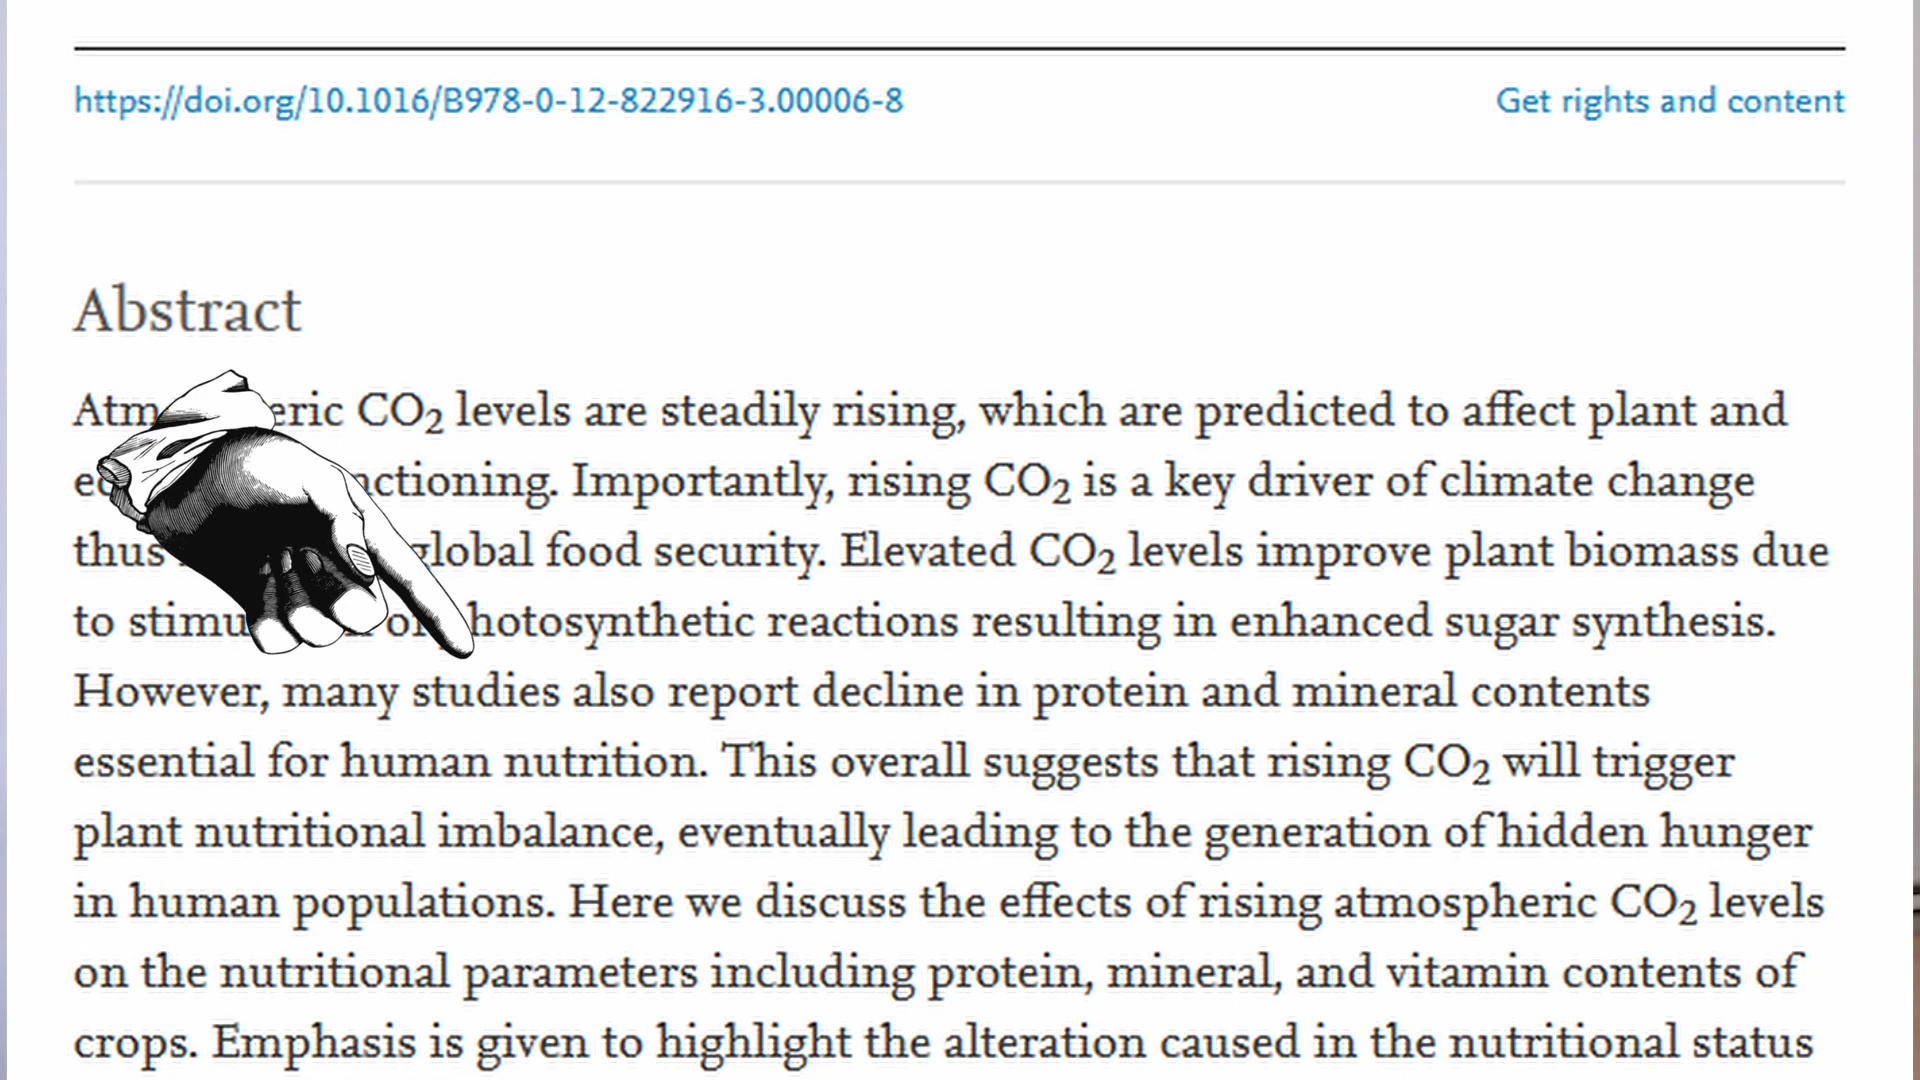 https://doi.org/10.1016/B978-0-12-822916-3.00006-8
Get rights and content
Abstract
CO₂ levels are steadily rising, which are predicted to affect plant and
Importantly, rising CO₂ is a key driver of climate change
thus global food security. Elevated CO₂ levels improve plant biomass due
to photosynthetic reactions resulting in enhanced sugar synthesis.
However, many studies also report decline in protein and mineral contents
essential for human nutrition. This overall suggests that rising CO₂ will trigger
plant nutritional imbalance, eventually leading to the generation of hidden hunger
in human populations. Here we discuss the effects of rising atmospheric CO₂ levels
on the nutritional parameters including protein, mineral, and vitamin contents of
crops. Emphasis is given to highlight the alteration caused in the nutritional status